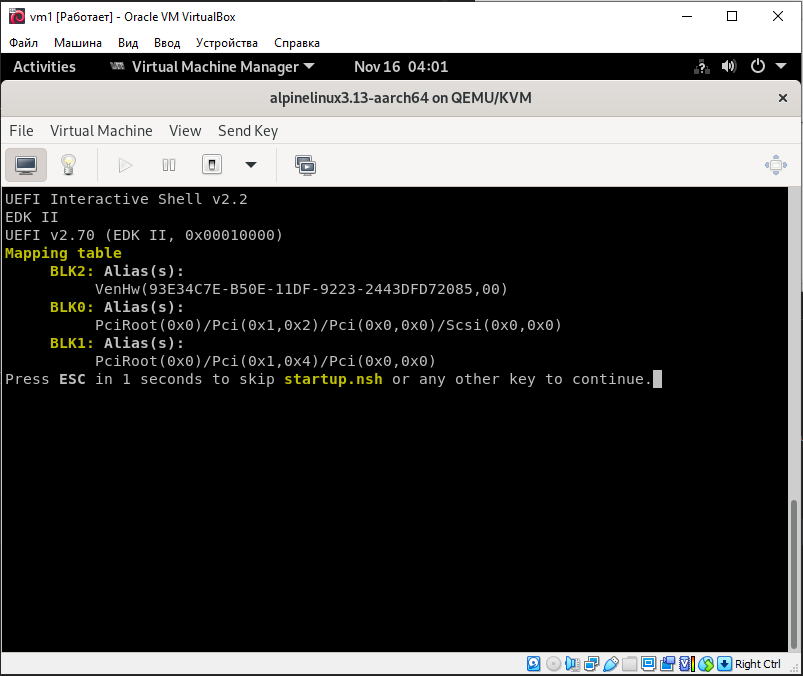 vm1 [Работает] - Oracle VM VirtualBox
Файл Машина Вид Ввод Устройства Справка
Activities Virtual Machine Manager Nov 16 04:01
alpinelinux3.13-aarch64 on QEMU/KVM
File Virtual Machine View Send Key
UEFI Interactive Shell v2.2
EDK II
UEFI v2.70 (EDK II, 0x00010000)
Mapping table
BLK2: Alias(s):
VenHw(93E34C7E-B50E-11DF-9223-2443DFD72085,00)
BLK0: Alias(s):
PciRoot(0x0)/Pci(0x1,0x2)/Pci(0x0,0x0)/Scsi(0x0,0x0)
BLK1: Alias(s):
PciRoot(0x0)/Pci(0x1,0x4)/Pci(0x0,0x0)
Press ESC in 1 seconds to skip startup.nsh or any other key to continue.
Right Ctrl